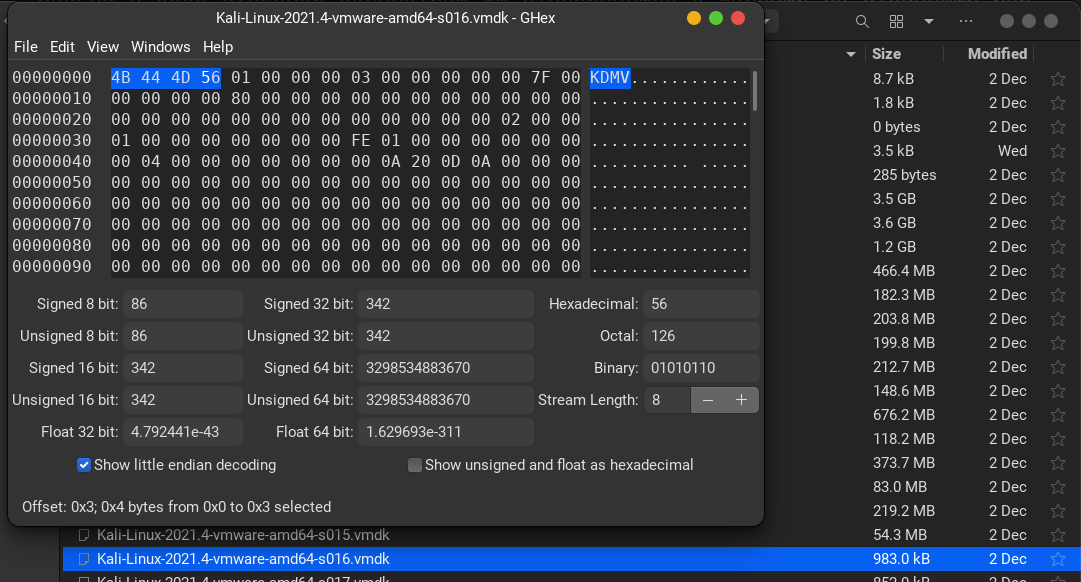 Kali-Linux-2021.4-vmware-amd64-s016.vmdk - GHex
File Edit View Windows Help
00000000 4B 44 4D 56 01 00 00 00 03 00 00 00 00 00 7F 00 KDMV............
00000010 00 00 00 00 80 00 00 00 00 00 00 00 00 00 00 00 ................
00000020 00 00 00 00 00 00 00 00 00 00 00 00 00 02 00 00 ................
00000030 01 00 00 00 00 00 00 00 FE 01 00 00 00 00 00 00 ................
00000040 00 04 00 00 00 00 00 00 00 0A 20 0D 0A 00 00 00 .......... .....
00000050 00 00 00 00 00 00 00 00 00 00 00 00 00 00 00 00 ................
00000060 00 00 00 00 00 00 00 00 00 00 00 00 00 00 00 00 ................
00000070 00 00 00 00 00 00 00 00 00 00 00 00 00 00 00 00 ................
00000080 00 00 00 00 00 00 00 00 00 00 00 00 00 00 00 00 ................
00000090 00 00 00 00 00 00 00 00 00 00 00 00 00 00 00 00 ................
Signed 8 bit: 86 Signed 32 bit: 342 Hexadecimal: 56
Unsigned 8 bit: 86 Unsigned 32 bit: 342 Octal: 126
Signed 16 bit: 342 Signed 64 bit: 3298534883670 Binary: 01010110
Unsigned 16 bit: 342 Unsigned 64 bit: 3298534883670 Stream Length: 8 − +
Float 32 bit: 4.792441e-43 Float 64 bit: 1.629693e-311
Show little endian decoding Show unsigned and float as hexadecimal
Offset: 0x3; 0x4 bytes from 0x0 to 0x3 selected
Size Modified
8.7 kB 2 Dec
1.8 kB 2 Dec
0 bytes 2 Dec
3.5 kB Wed
285 bytes 2 Dec
3.5 GB 2 Dec
3.6 GB 2 Dec
1.2 GB 2 Dec
466.4 MB 2 Dec
182.3 MB 2 Dec
203.8 MB 2 Dec
199.8 MB 2 Dec
212.7 MB 2 Dec
148.6 MB 2 Dec
676.2 MB 2 Dec
118.2 MB 2 Dec
373.7 MB 2 Dec
83.0 MB 2 Dec
219.2 MB 2 Dec
Kali-Linux-2021.4-vmware-amd64-s015.vmdk 54.3 MB 2 Dec
Kali-Linux-2021.4-vmware-amd64-s016.vmdk 983.0 kB 2 Dec
Kali-Linux-2021.4-vmware-amd64-s017.vmdk 852.0 kB 2 Dec